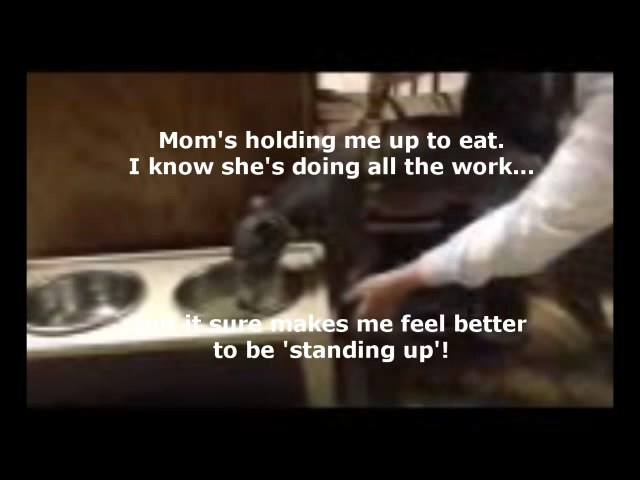 Mom's holding me up to eat.
I know she's doing all the work...
it sure makes me feel better
to be 'standing up'!